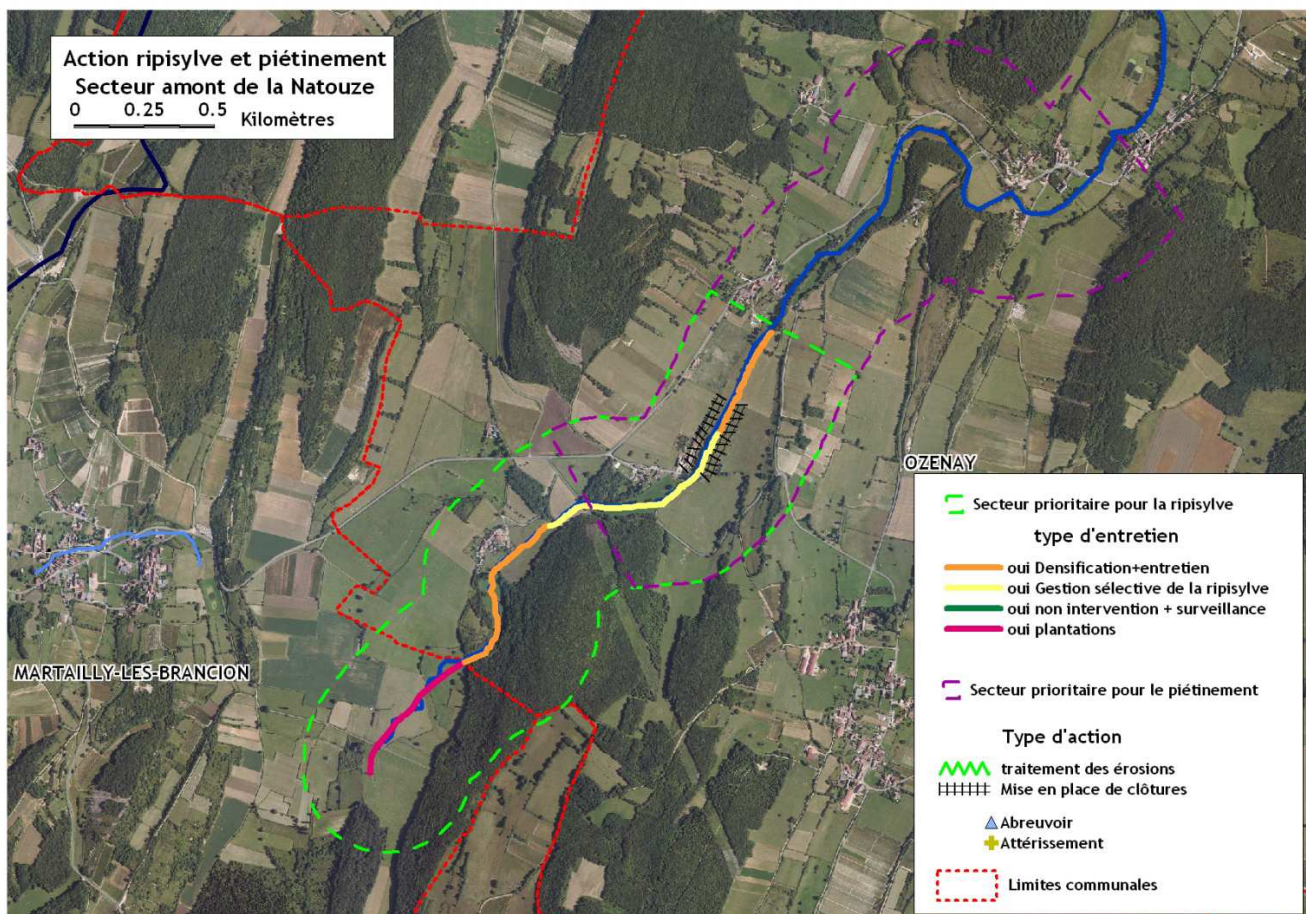 Action ripisylve et piétinement
Secteur amont de la Natouze
0 0.25 0.5 Kilomètres
OZENAY
MARTAILLY-LES-BRANCION
Secteur prioritaire pour la ripisylve
type d'entretien
oui Densification+entretien
oui Gestion sélective de la ripisylve
oui non intervention + surveillance
oui plantations
Secteur prioritaire pour le piétinement
Type d'action
traitement des érosions
Mise en place de clôtures
Abreuvoir
Attérissement
Limites communales